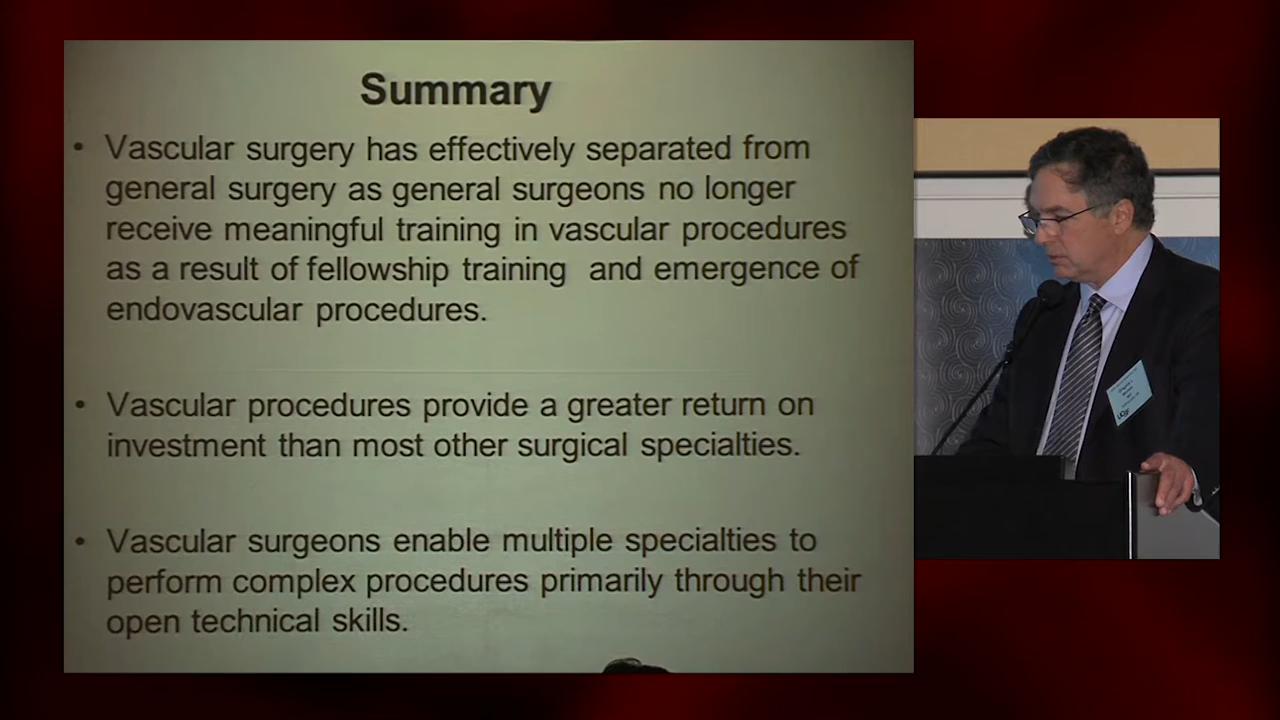 Summary
• Vascular surgery has effectively separated from
general surgery as general surgeons no longer
receive meaningful training in vascular procedures
as a result of fellowship training and emergence of
endovascular procedures.
• Vascular procedures provide a greater return on
investment than most other surgical specialties.
• Vascular surgeons enable multiple specialties to
perform complex procedures primarily through their
open technical skills.